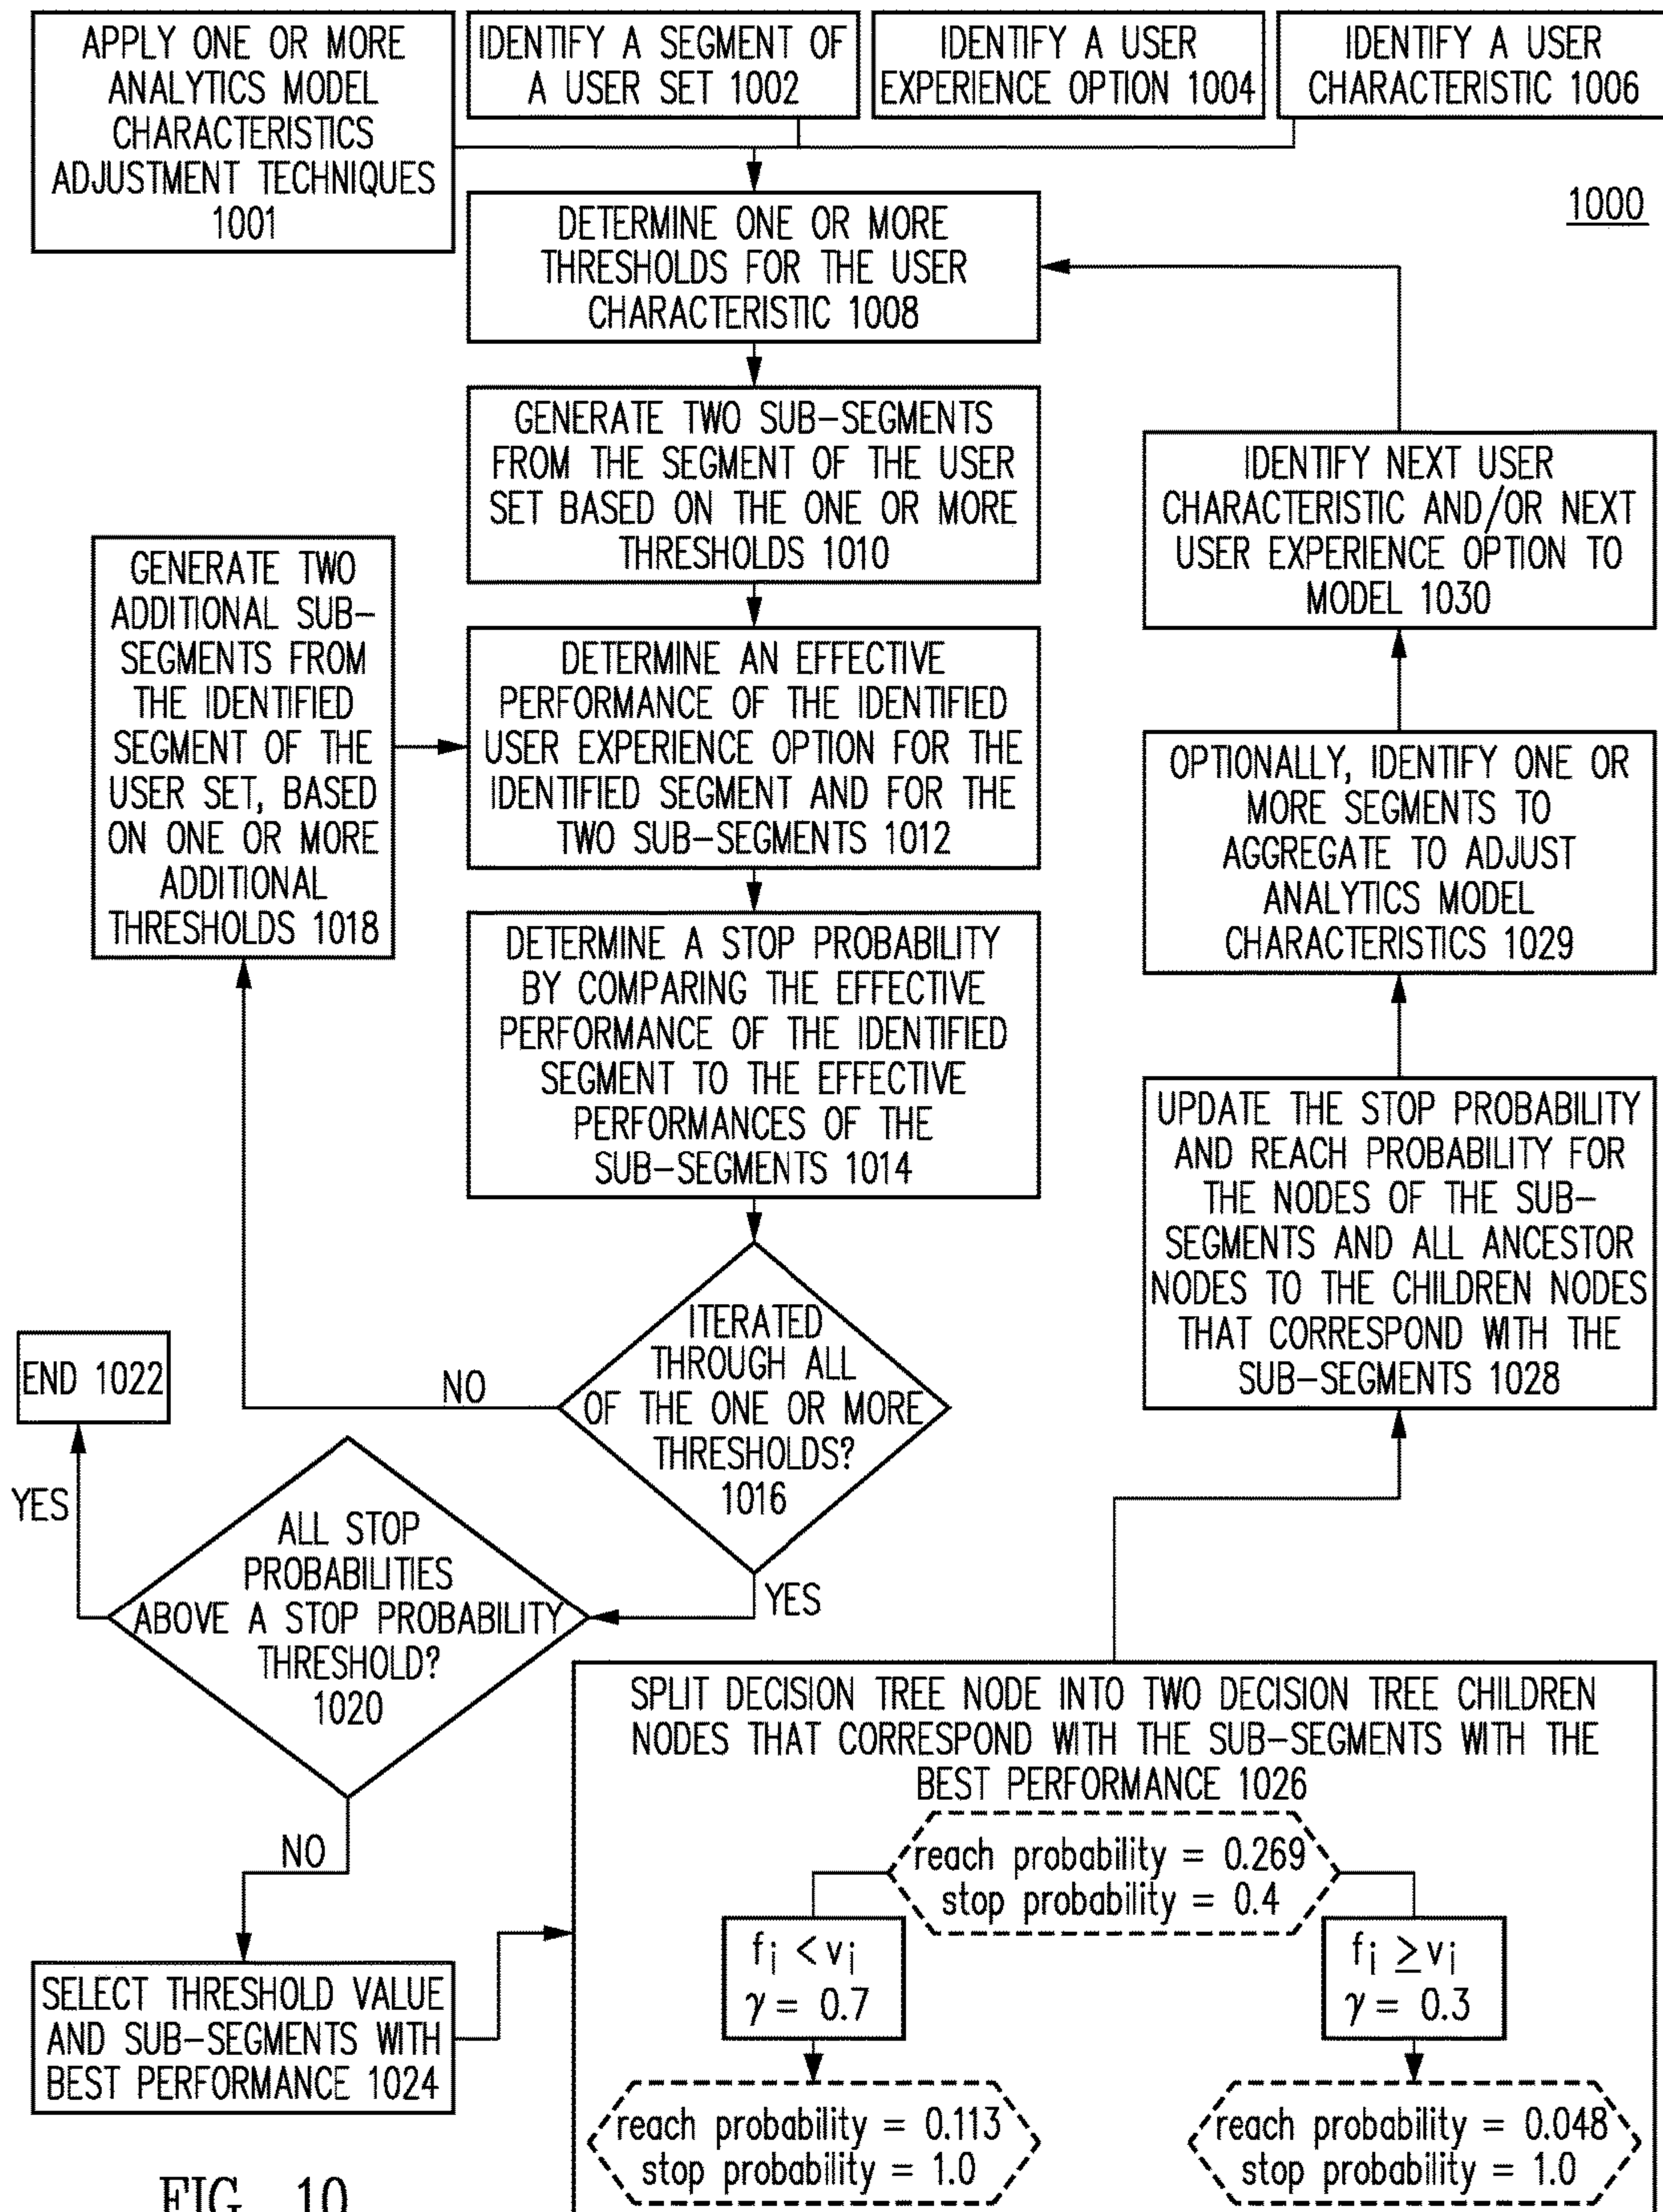 APPLY ONE OR MORE
ANALYTICS MODEL
CHARACTERISTICS
ADJUSTMENT TECHNIQUES
1001
IDENTIFY A SEGMENT OF
A USER SET 1002
IDENTIFY A USER
EXPERIENCE OPTION 1004
IDENTIFY A USER
CHARACTERISTIC 1006
1000
DETERMINE ONE OR MORE
THRESHOLDS FOR THE USER
CHARACTERISTIC 1008
GENERATE TWO SUB-SEGMENTS
FROM THE SEGMENT OF THE USER
SET BASED ON THE ONE OR MORE
THRESHOLDS 1010
GENERATE TWO
ADDITIONAL SUB-
SEGMENTS FROM
THE IDENTIFIED
SEGMENT OF THE
USER SET, BASED
ON ONE OR MORE
ADDITIONAL
THRESHOLDS 1018
DETERMINE AN EFFECTIVE
PERFORMANCE OF THE IDENTIFIED
USER EXPERIENCE OPTION FOR THE
IDENTIFIED SEGMENT AND FOR THE
TWO SUB-SEGMENTS 1012
DETERMINE A STOP PROBABILITY
BY COMPARING THE EFFECTIVE
PERFORMANCE OF THE IDENTIFIED
SEGMENT TO THE EFFECTIVE
PERFORMANCES OF THE
SUB-SEGMENTS 1014
IDENTIFY NEXT USER
CHARACTERISTIC AND/OR NEXT
USER EXPERIENCE OPTION TO
MODEL 1030
OPTIONALLY, IDENTIFY ONE OR
MORE SEGMENTS TO
AGGREGATE TO ADJUST
ANALYTICS MODEL
CHARACTERISTICS 1029
UPDATE THE STOP PROBABILITY
AND REACH PROBABILITY FOR
THE NODES OF THE SUB-
SEGMENTS AND ALL ANCESTOR
NODES TO THE CHILDREN NODES
THAT CORRESPOND WITH THE
SUB-SEGMENTS 1028
ITERATED
THROUGH ALL
OF THE ONE OR MORE
THRESHOLDS?
1016
NO
YES
END 1022
YES
ALL STOP
PROBABILITIES
ABOVE A STOP PROBABILITY
THRESHOLD?
1020
NO
SELECT THRESHOLD VALUE
AND SUB-SEGMENTS WITH
BEST PERFORMANCE 1024
SPLIT DECISION TREE NODE INTO TWO DECISION TREE CHILDREN
NODES THAT CORRESPOND WITH THE SUB-SEGMENTS WITH THE
BEST PERFORMANCE 1026
reach probability = 0.269
stop probability = 0.4
fi <vi
γ = 0.7
fi ≥vi
γ = 0.3
reach probability = 0.113
stop probability = 1.0
reach probability = 0.048
stop probability = 1.0
FIG. 10